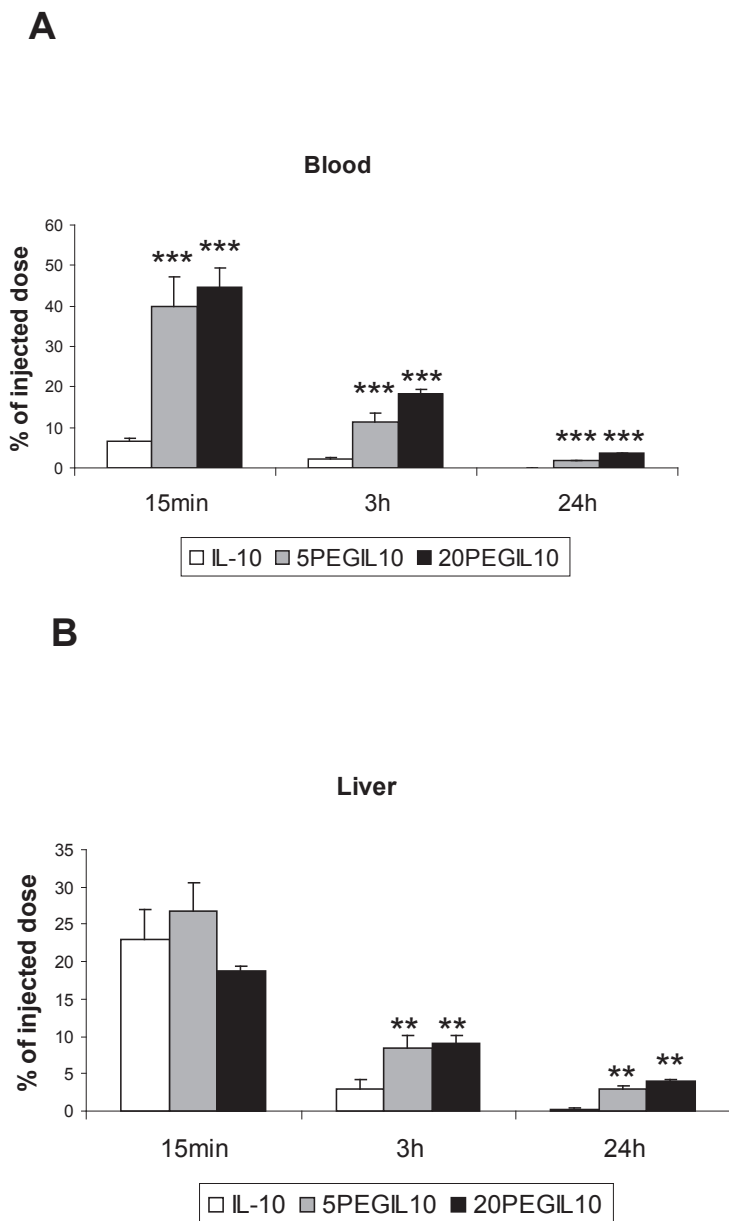 A
Blood
% of injected dose
60
50
40
30
20
10
0
*** ***
*** ***
*** ***
15min 3h 24h
IL-10 5PEGIL10 20PEGIL10
B
Liver
% of injected dose
35
30
25
20
15
10
5
0
** **
** **
15min 3h 24h
IL-10 5PEGIL10 20PEGIL10